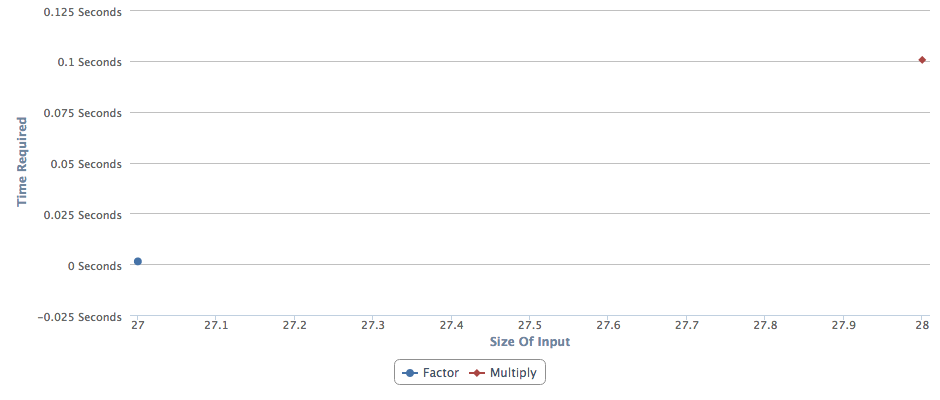 0.125 Seconds
0.1 Seconds
0.075 Seconds
0.05 Seconds
0.025 Seconds
0 Seconds
−0.025 Seconds
Time Required
27 27.1 27.2 27.3 27.4 27.5 27.6 27.7 27.8 27.9 28
Size Of Input
Factor Multiply